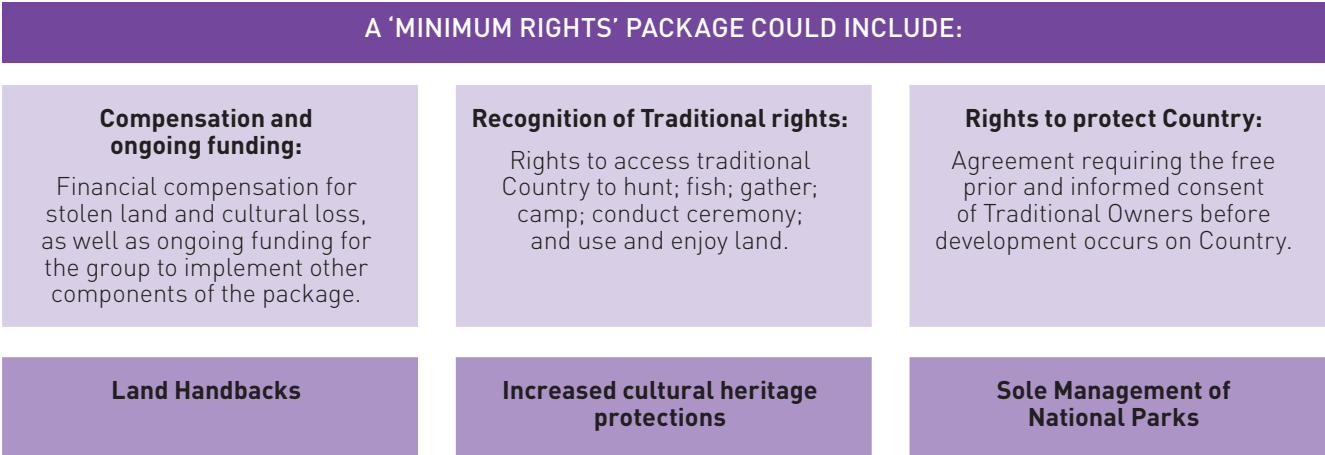 A ‘MINIMUM RIGHTS’ PACKAGE COULD INCLUDE:
Compensation and
ongoing funding:
Financial compensation for
stolen land and cultural loss,
as well as ongoing funding for
the group to implement other
components of the package.
Recognition of Traditional rights:
Rights to access traditional
Country to hunt; fish; gather;
camp; conduct ceremony;
and use and enjoy land.
Rights to protect Country:
Agreement requiring the free
prior and informed consent
of Traditional Owners before
development occurs on Country.
Land Handbacks
Increased cultural heritage
protections
Sole Management of
National Parks